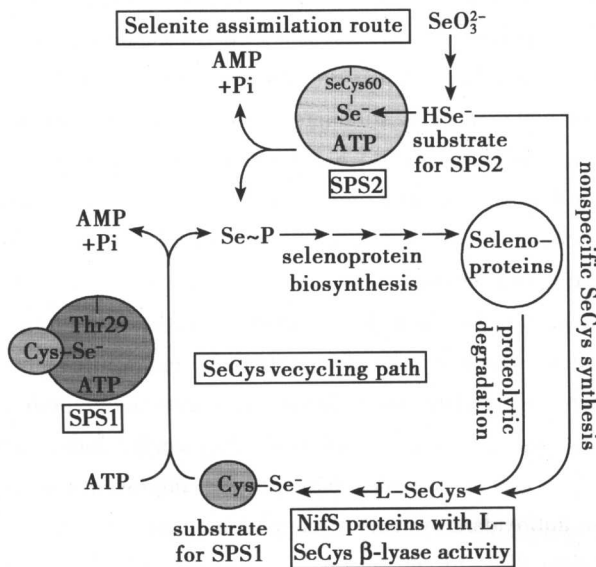 Selenite assimilation route
SeO₃²⁻
AMP
+Pi
SeCys60
Se⁻
ATP
SPS2
HSe⁻
substrate
for SPS2
nonspecific SeCys synthesis
AMP
+Pi
Se~P
selenoprotein
biosynthesis
Seleno-
proteins
Thr29
Cys–Se⁻
ATP
SPS1
SeCys vecycling path
proteolytic
degradation
ATP
Cys–Se⁻
L–SeCys
substrate
for SPS1
NifS proteins with L–
SeCys β-lyase activity